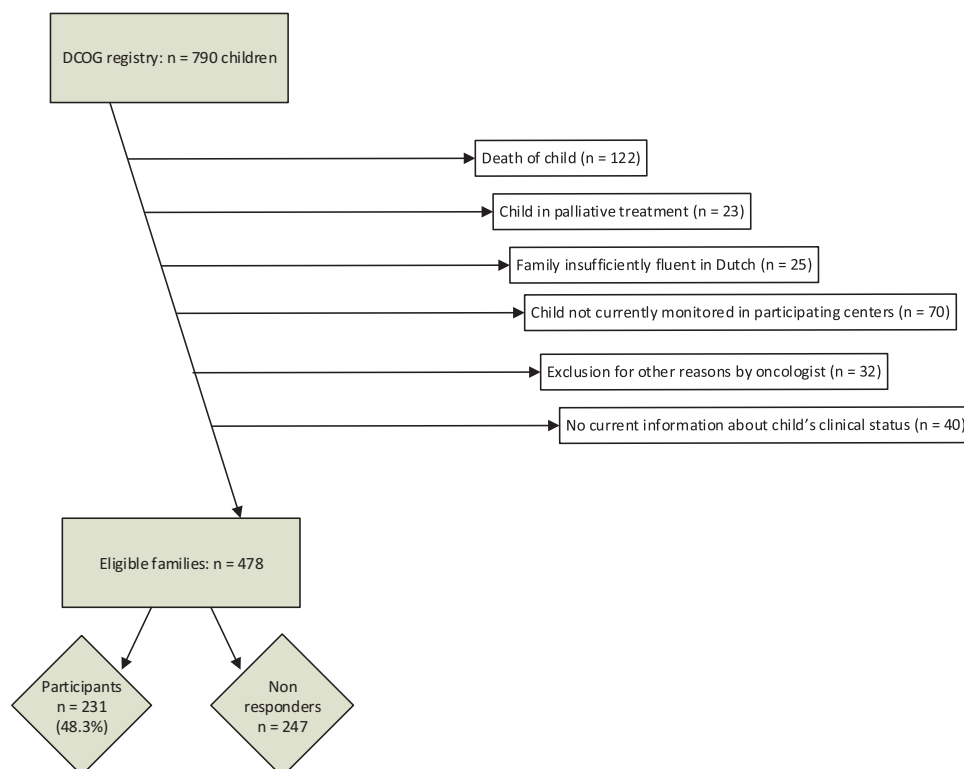 DCOG registry: n = 790 children
Death of child (n = 122)
Child in palliative treatment (n = 23)
Family insufficiently fluent in Dutch (n = 25)
Child not currently monitored in participating centers (n = 70)
Exclusion for other reasons by oncologist (n = 32)
No current information about child’s clinical status (n = 40)
Eligible families: n = 478
Participants
n = 231
(48.3%)
Non
responders
n = 247